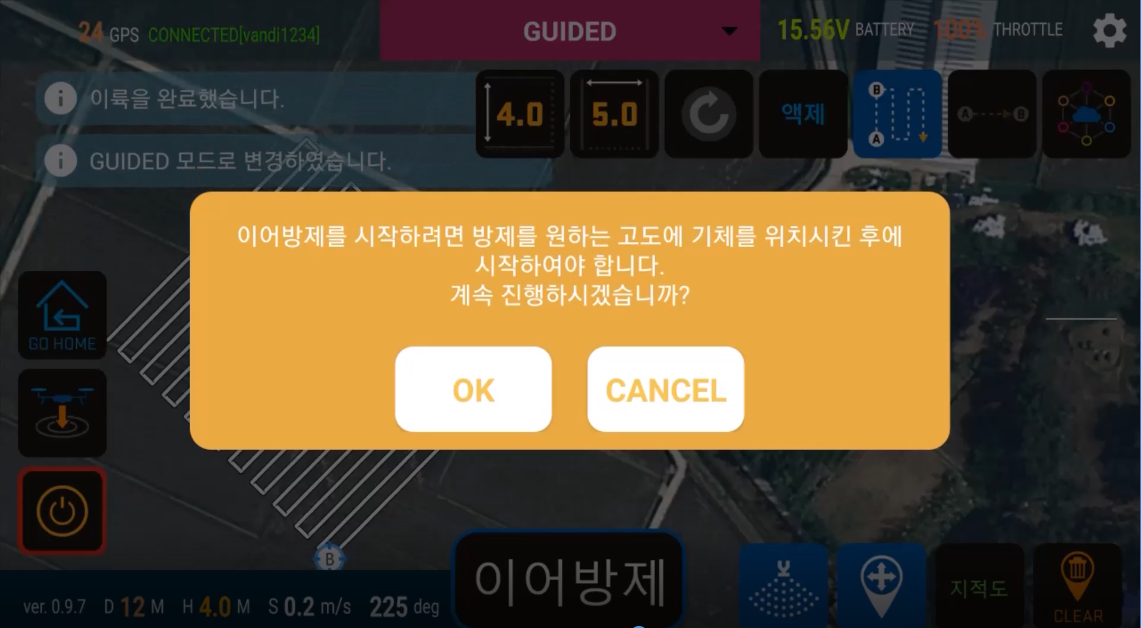 24 GPS CONNECTED[vandi1234]
GUIDED
15.56V BATTERY 100% THROTTLE
이륙을 완료했습니다.
GUIDED 모드로 변경하였습니다.
4.0
5.0
액제
B
A
A B
이어방제를 시작하려면 방제를 원하는 고도에 기체를 위치시킨 후에
시작하여야 합니다.
계속 진행하시겠습니까?
OK
CANCEL
GO HOME
B
이어방제
지적도
CLEAR
ver. 0.9.7 D 12 M H 4.0 M S 0.2 m/s 225 deg